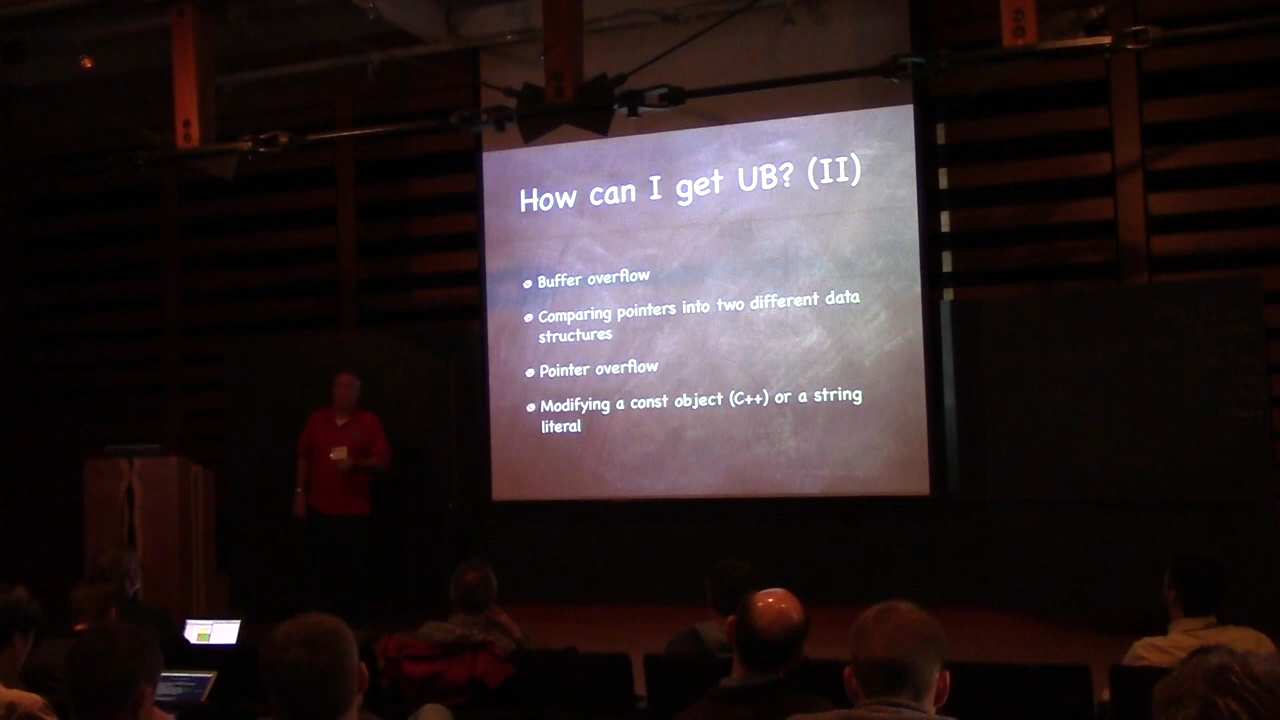 How can I get UB? (II)
Buffer overflow
Comparing pointers into two different data
structures
Pointer overflow
Modifying a const object (C++) or a string
literal